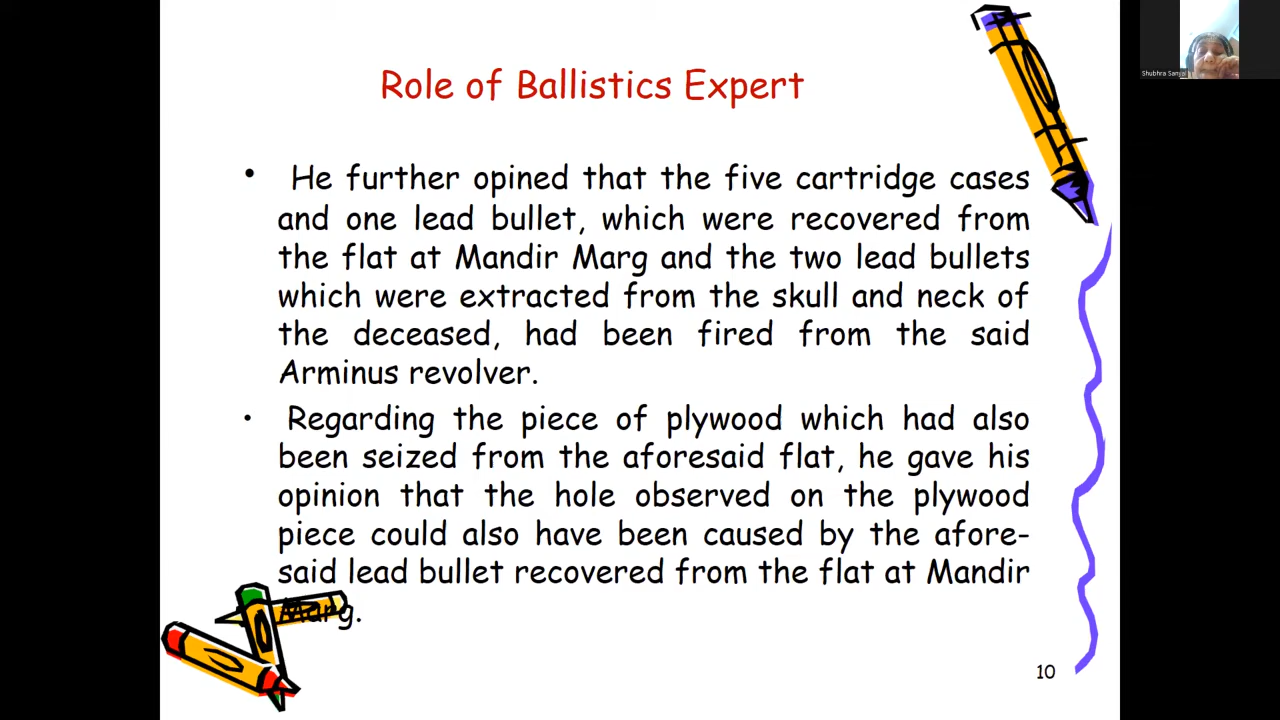 Role of Ballistics Expert
Shubhra Sanyal
• He further opined that the five cartridge cases
and one lead bullet, which were recovered from
the flat at Mandir Marg and the two lead bullets
which were extracted from the skull and neck of
the deceased, had been fired from the said
Arminus revolver.
• Regarding the piece of plywood which had also
been seized from the aforesaid flat, he gave his
opinion that the hole observed on the plywood
piece could also have been caused by the afore-
said lead bullet recovered from the flat at Mandir
Marg.
10